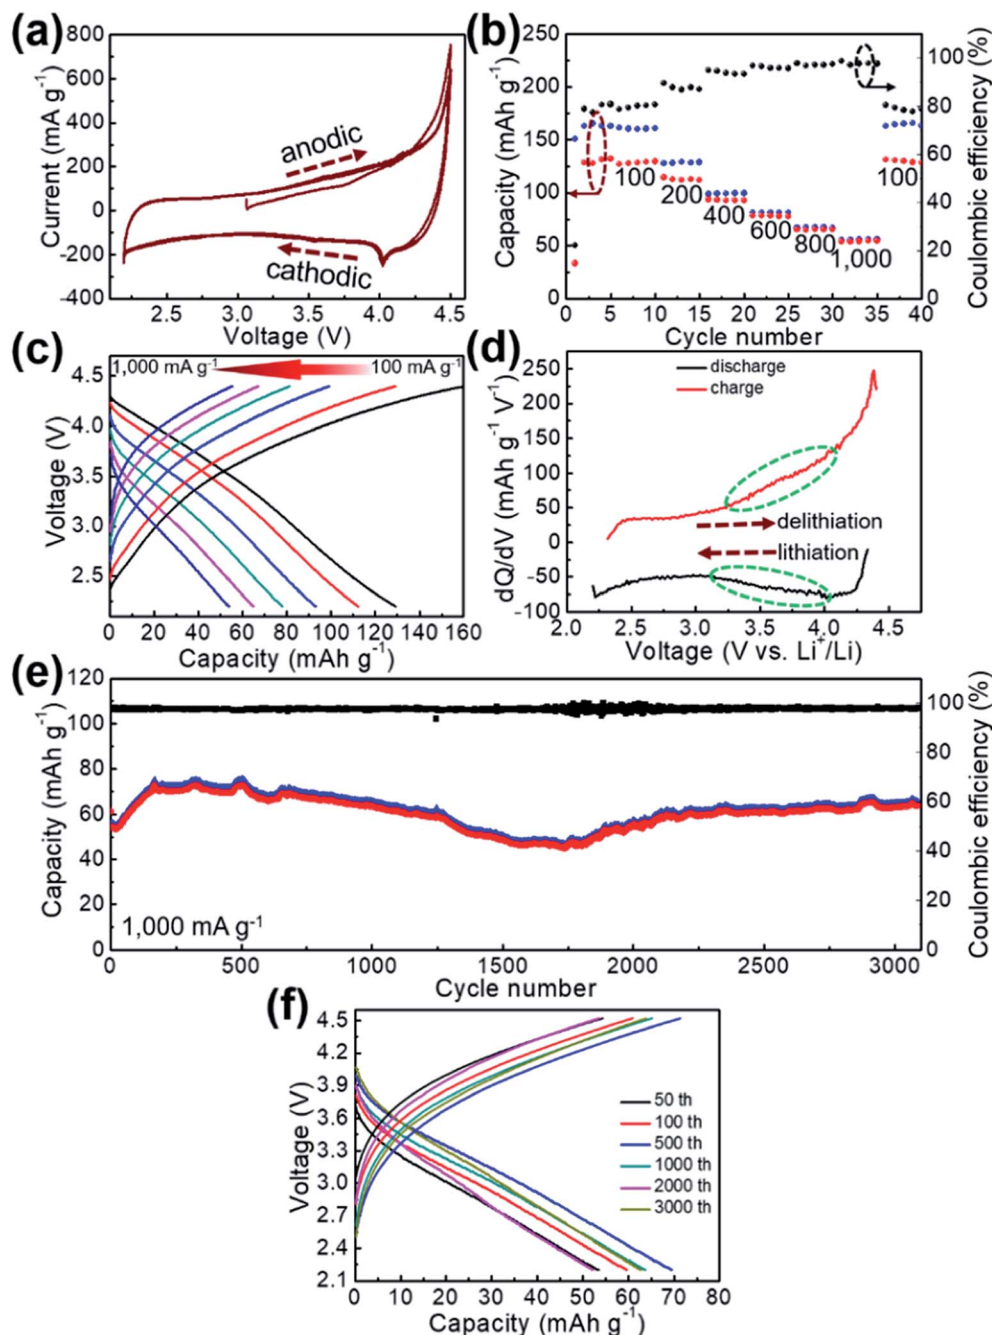 (a)
800
600
400
200
0
-200
-400
Current (mA g⁻¹)
anodic
cathodic
2.5 3.0 3.5 4.0 4.5
Voltage (V)
(b)
250
225
200
175
150
125
100
75
50
25
0
Capacity (mAh g⁻¹)
100
200
400
600
800
1,000
100
100
80
60
40
20
0
Coulombic efficiency (%)
0 5 10 15 20 25 30 35 40
Cycle number
(c)
1,000 mA g⁻¹ 100 mA g⁻¹
4.5
4.0
3.5
3.0
2.5
Voltage (V)
0 20 40 60 80 100 120 140 160
Capacity (mAh g⁻¹)
(d)
250
200
150
100
50
0
-50
-100
dQ/dV (mAh g⁻¹ V⁻¹)
discharge
charge
delithiation
lithiation
2.0 2.5 3.0 3.5 4.0 4.5
Voltage (V vs. Li⁺/Li)
(e)
120
100
80
60
40
20
0
Capacity (mAh g⁻¹)
1,000 mA g⁻¹
100
80
60
40
20
0
Coulombic efficiency (%)
0 500 1000 1500 2000 2500 3000
Cycle number
(f)
4.5
4.2
3.9
3.6
3.3
3.0
2.7
2.4
2.1
Voltage (V)
50 th
100 th
500 th
1000 th
2000 th
3000 th
0 10 20 30 40 50 60 70 80
Capacity (mAh g⁻¹)